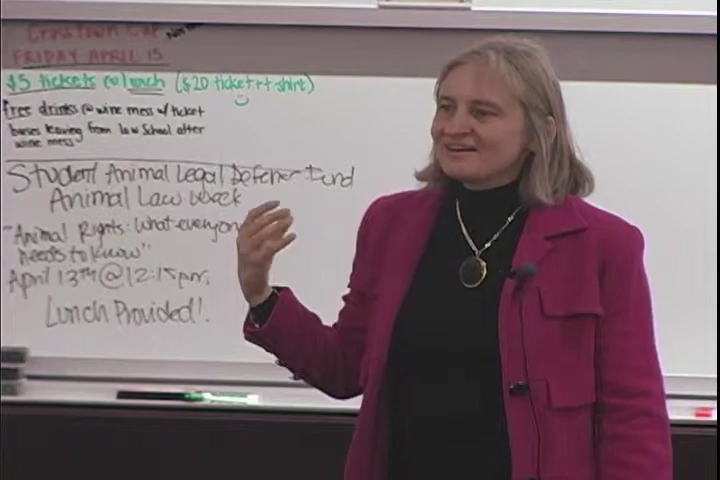 Crosstown Cup
FRIDAY APRIL 15
$5 tickets @ lunch ($20 ticket + t-shirt)
free drinks @ wine mess w/ ticket
buses leaving from law school after
wine mess
Student Animal Legal Defense Fund
Animal Law Week
"Animal Rights: What everyone
needs to know"
April 13TH @ 12:15pm.
Lunch Provided!